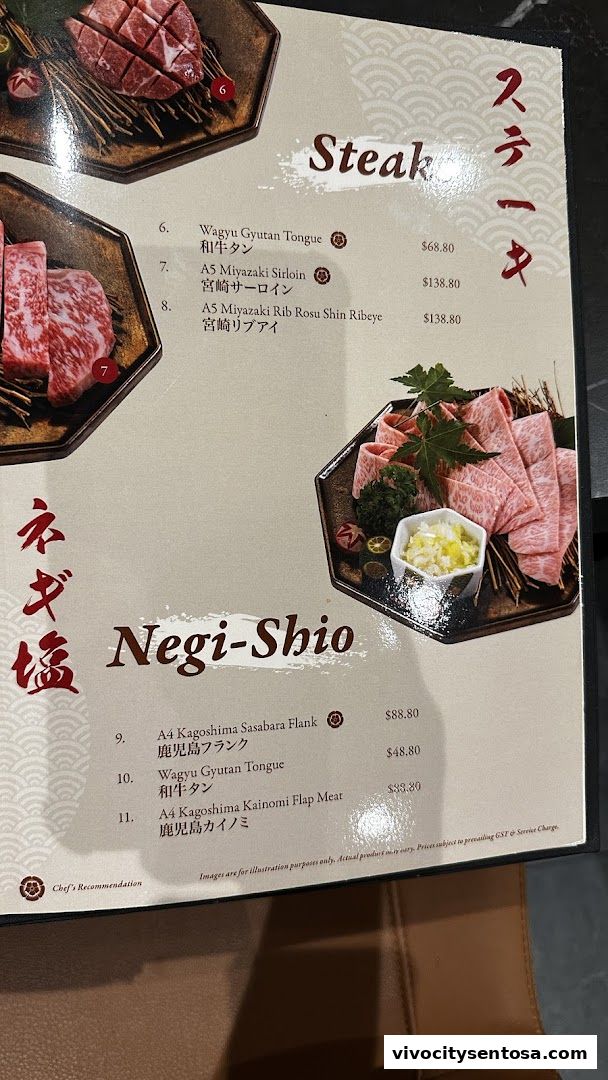 6
Steak
ステーキ
6. Wagyu Gyutan Tongue $68.80
和牛タン
7. A5 Miyazaki Sirloin $138.80
宮崎サーロイン
8. A5 Miyazaki Rib Rosu Shin Ribeye $138.80
宮崎リブアイ
7
ネギ塩
Negi-Shio
9. A4 Kagoshima Sasabara Flank $88.80
鹿児島フランク
10. Wagyu Gyutan Tongue $48.80
和牛タン
11. A4 Kagoshima Kainomi Flap Meat
鹿児島カイノミ
Images are for illustration purposes only. Actual product may vary. Prices subject to prevailing GST & Service Charge.
Chef's Recommendation
vivocitysentosa.com